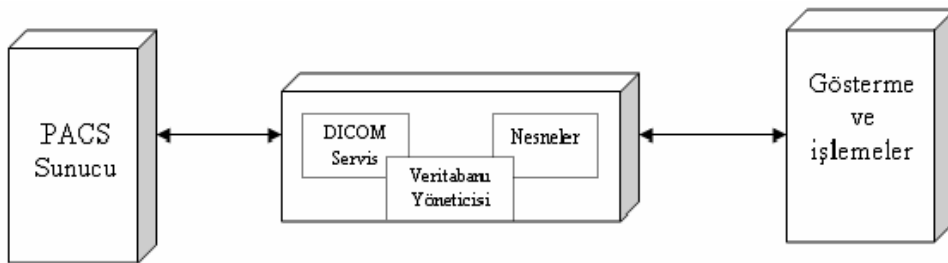 PACS
Sunucu
DICOM
Servis
Nesneler
Veritabanı
Yöneticisi
Gösterme
ve
işlemeler